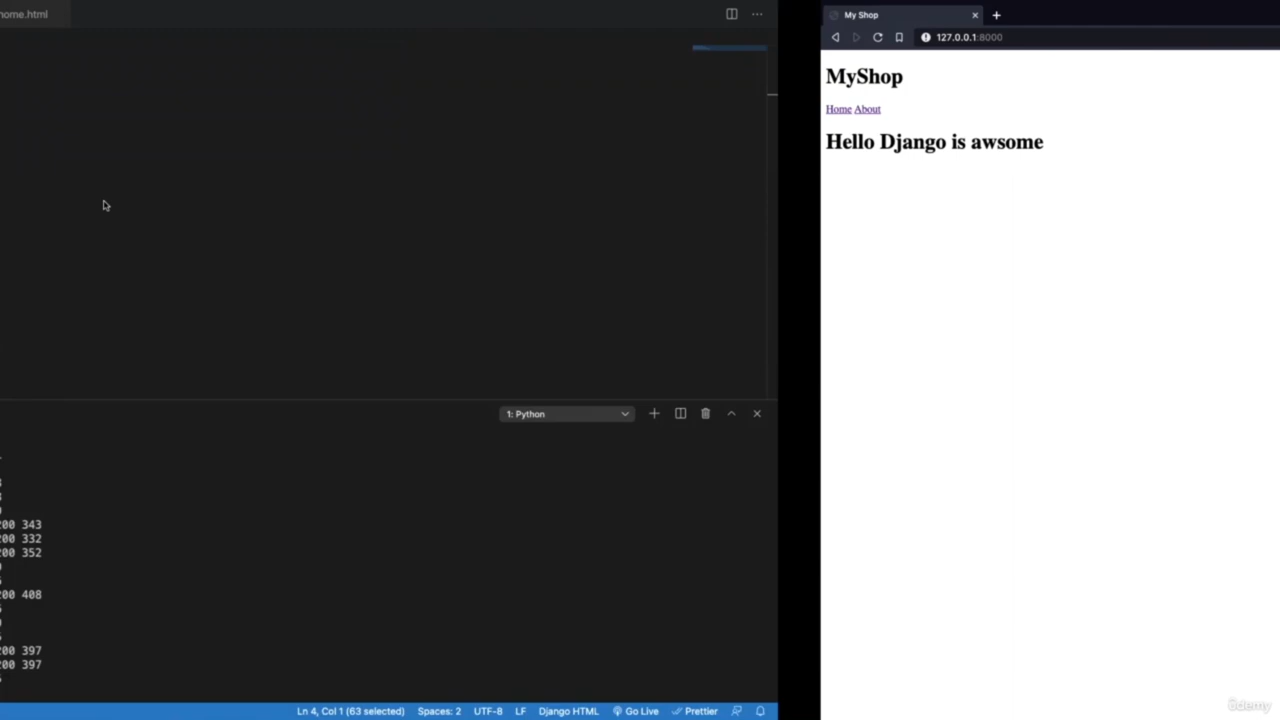 home.html
My Shop
127.0.0.1:8000
MyShop
Home About
Hello Django is awsome
1: Python
200 343
200 332
200 352
200 408
200 397
200 397
Ln 4, Col 1 (63 selected) Spaces: 2 UTF-8 LF Django HTML Go Live Prettier
ûdemy